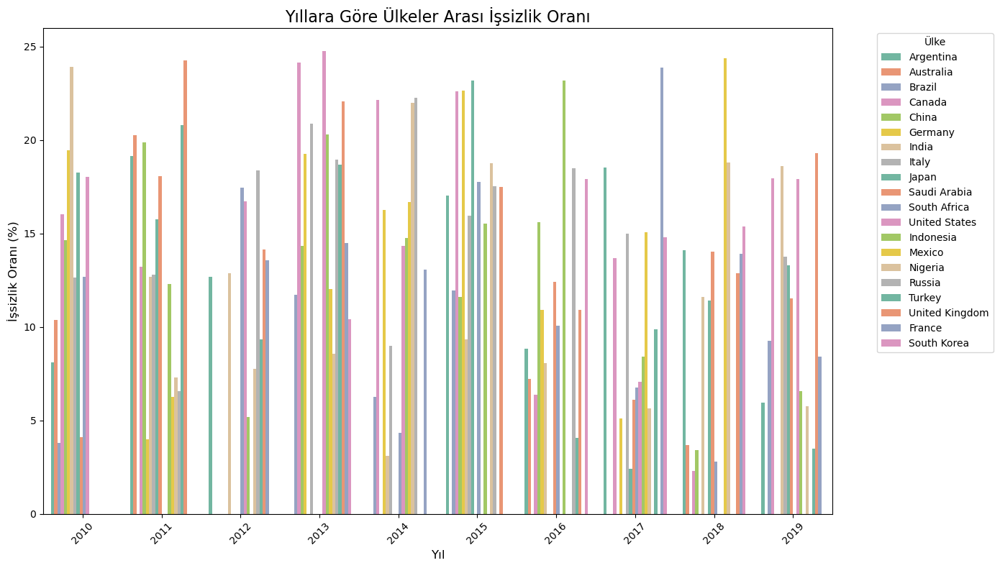 Yıllara Göre Ülkeler Arası İşsizlik Oranı
İşsizlik Oranı (%)
25
20
15
10
5
0
2010
2011
2012
2013
2014
2015
2016
2017
2018
2019
Yıl
Ülke
Argentina
Australia
Brazil
Canada
China
Germany
India
Italy
Japan
Saudi Arabia
South Africa
United States
Indonesia
Mexico
Nigeria
Russia
Turkey
United Kingdom
France
South Korea